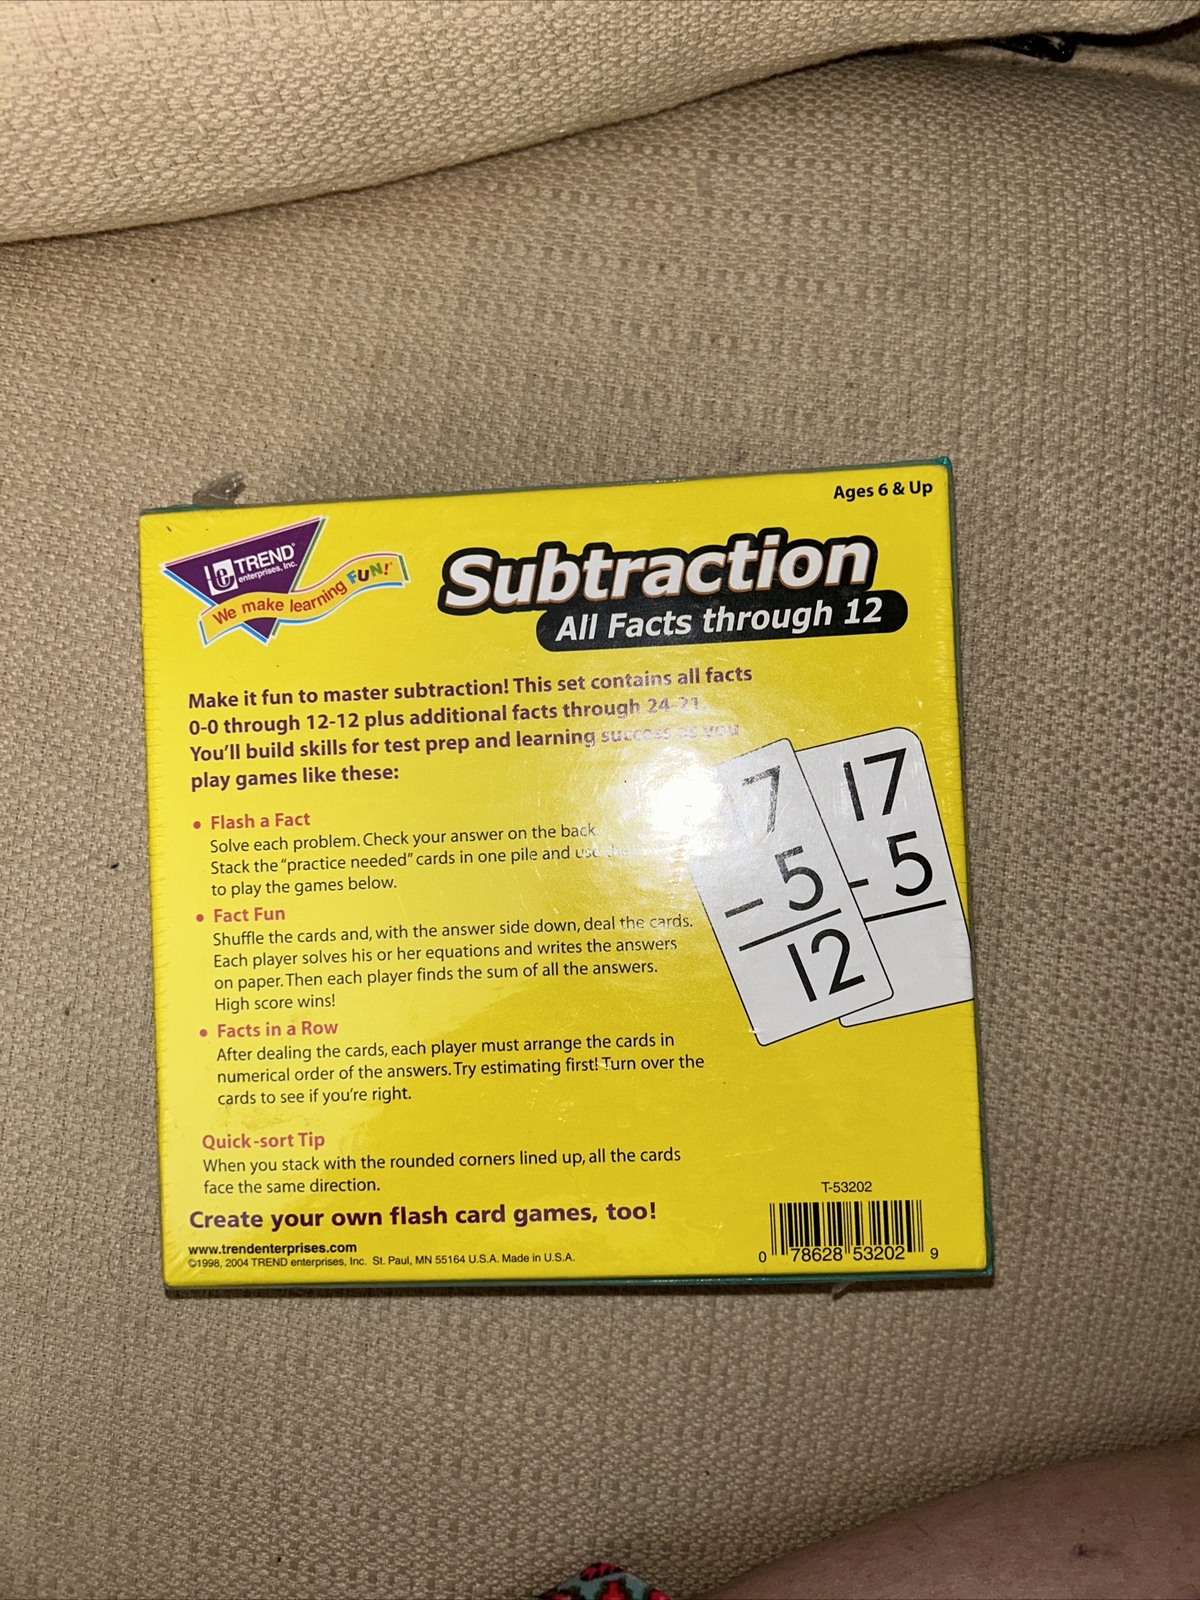 Ages 6 & Up
TREND
enterprises, Inc.
We make learning FUN!
Subtraction
All Facts through 12
Make it fun to master subtraction! This set contains all facts
0-0 through 12-12 plus additional facts through 24-21.
You'll build skills for test prep and learning success as you
play games like these:
• Flash a Fact
Solve each problem. Check your answer on the back.
Stack the "practice needed" cards in one pile and use
to play the games below.
• Fact Fun
Shuffle the cards and, with the answer side down, deal the cards.
Each player solves his or her equations and writes the answers
on paper. Then each player finds the sum of all the answers.
High score wins!
• Facts in a Row
After dealing the cards, each player must arrange the cards in
numerical order of the answers. Try estimating first! Turn over the
cards to see if you're right.
Quick-sort Tip
When you stack with the rounded corners lined up, all the cards
face the same direction.
Create your own flash card games, too!
www.trendenterprises.com
©1998, 2004 TREND enterprises, Inc. St. Paul, MN 55164 U.S.A. Made in U.S.A.
17
- 5
12
17
- 5
T-53202
0 78628 53202 9